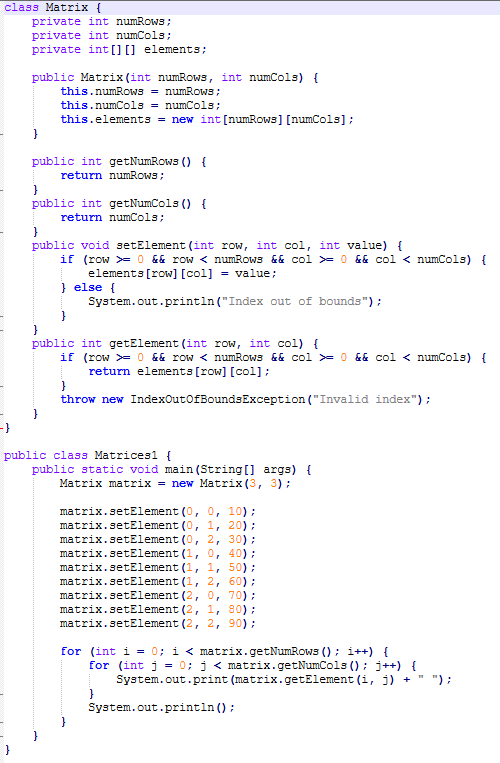 class Matrix {
    private int numRows;
    private int numCols;
    private int[][] elements;

    public Matrix(int numRows, int numCols) {
        this.numRows = numRows;
        this.numCols = numCols;
        this.elements = new int[numRows][numCols];
    }

    public int getNumRows() {
        return numRows;
    }
    public int getNumCols() {
        return numCols;
    }
    public void setElement(int row, int col, int value) {
        if (row >= 0 && row < numRows && col >= 0 && col < numCols) {
            elements[row][col] = value;
        } else {
            System.out.println("Index out of bounds");
        }
    }
    public int getElement(int row, int col) {
        if (row >= 0 && row < numRows && col >= 0 && col < numCols) {
            return elements[row][col];
        }
        throw new IndexOutOfBoundsException("Invalid index");
    }
}

public class Matrices1 {
    public static void main(String[] args) {
        Matrix matrix = new Matrix(3, 3);

        matrix.setElement(0, 0, 10);
        matrix.setElement(0, 1, 20);
        matrix.setElement(0, 2, 30);
        matrix.setElement(1, 0, 40);
        matrix.setElement(1, 1, 50);
        matrix.setElement(1, 2, 60);
        matrix.setElement(2, 0, 70);
        matrix.setElement(2, 1, 80);
        matrix.setElement(2, 2, 90);

        for (int i = 0; i < matrix.getNumRows(); i++) {
            for (int j = 0; j < matrix.getNumCols(); j++) {
                System.out.print(matrix.getElement(i, j) + " ");
            }
            System.out.println();
        }
    }
}